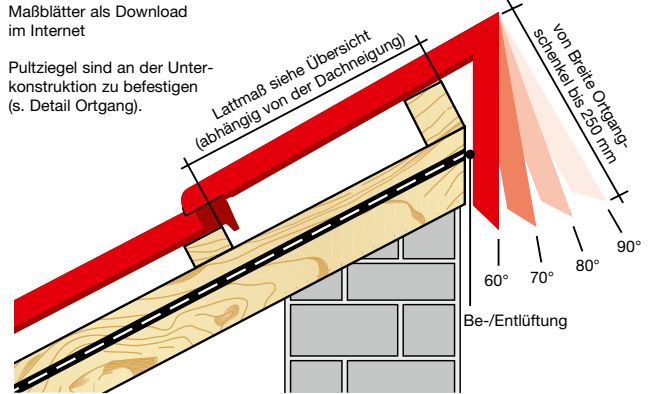 Maßblätter als Download
im Internet
Pultziegel sind an der Unter-
konstruktion zu befestigen
(s. Detail Ortgang).
Lattmaß siehe Übersicht
(abhängig von der Dachneigung)
von Breite Ortgang-
schenkel bis 250 mm
60°
70°
80°
90°
Be-/Entlüftung